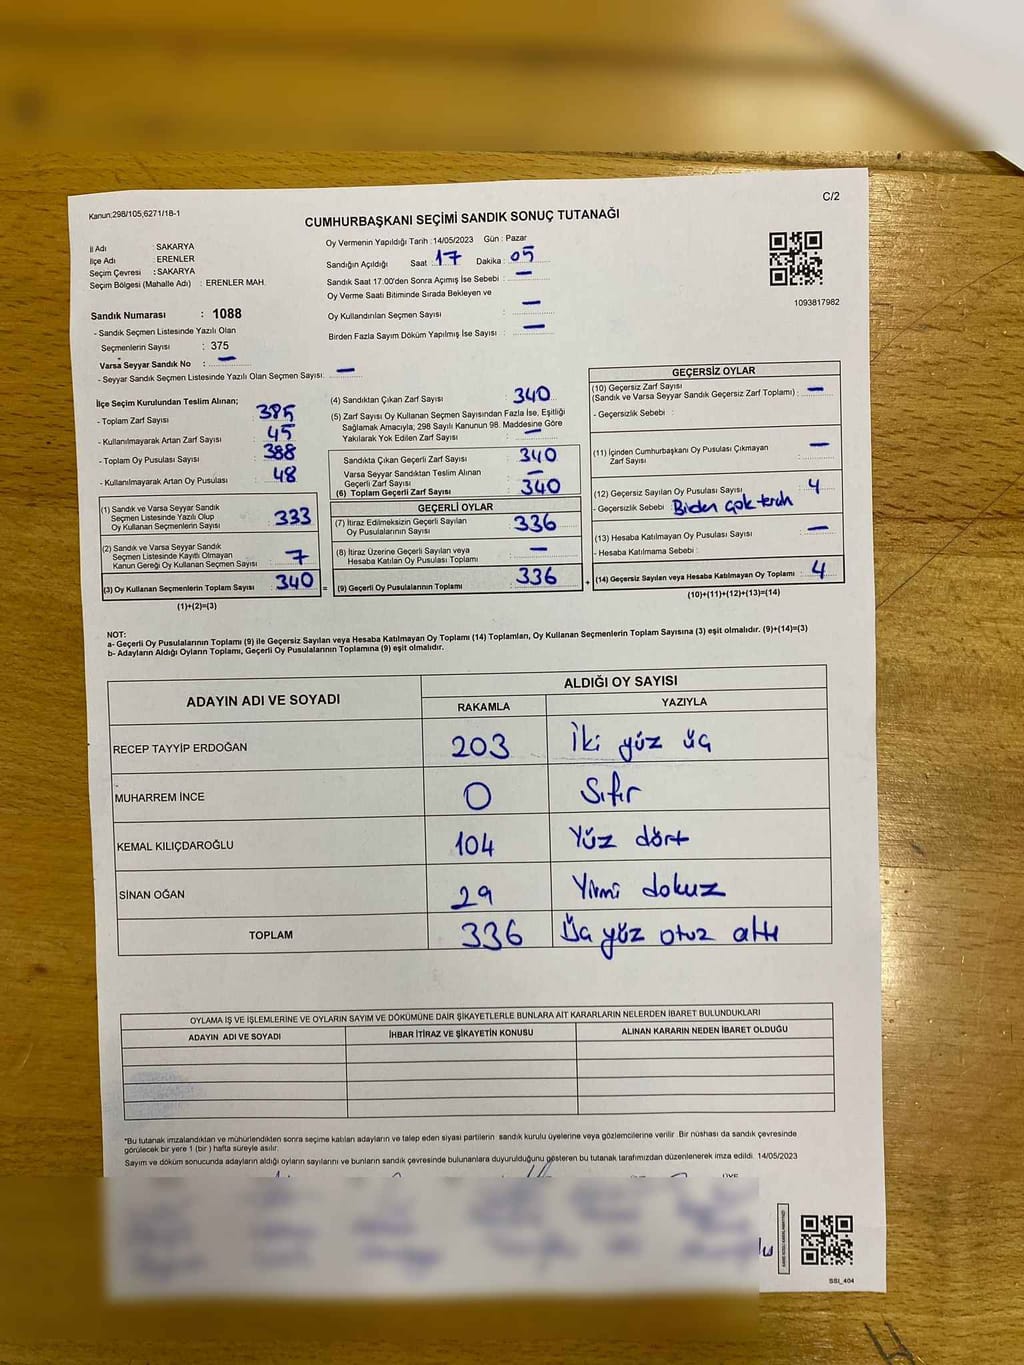 Kanun:298/105,6271/18-1
C/2
CUMHURBAŞKANI SEÇİMİ SANDIK SONUÇ TUTANAĞI
İl Adı : SAKARYA
İlçe Adı : ERENLER
Seçim Çevresi : SAKARYA
Seçim Bölgesi (Mahalle Adı) : ERENLER MAH.
Oy Vermenin Yapıldığı Tarih :14/05/2023 Gün : Pazar
Sandığın Açıldığı Saat : 17 Dakika : 05
Sandık Saat 17.00'den Sonra Açımış İse Sebebi : —
Oy Verme Saati Bitiminde Sırada Bekleyen ve
Oy Kullandırılan Seçmen Sayısı : —
Birden Fazla Sayım Döküm Yapılmış İse Sayısı : —
1093817982
Sandık Numarası : 1088
- Sandık Seçmen Listesinde Yazılı Olan
Seçmenlerin Sayısı : 375
Varsa Seyyar Sandık No : —
- Seyyar Sandık Seçmen Listesinde Yazılı Olan Seçmen Sayısı: —
İlçe Seçim Kurulundan Teslim Alınan;
- Toplam Zarf Sayısı : 385
- Kullanılmayarak Artan Zarf Sayısı : 45
- Toplam Oy Pusulası Sayısı : 388
- Kullanılmayarak Artan Oy Pusulası : 48
(1) Sandık ve Varsa Seyyar Sandık
Seçmen Listesinde Yazılı Olup
Oy Kullanan Seçmenlerin Sayısı : 333
(2) Sandık ve Varsa Seyyar Sandık
Seçmen Listesinde Kayıtlı Olmayan
Kanun Gereği Oy Kullanan Seçmen Sayısı : 7
(3) Oy Kullanan Seçmenlerin Toplam Sayısı : 340
(1)+(2)=(3)
(4) Sandıktan Çıkan Zarf Sayısı : 340
(5) Zarf Sayısı Oy Kullanan Seçmen Sayısından Fazla İse, Eşitliği
Sağlamak Amacıyla; 298 Sayılı Kanunun 98. Maddesine Göre
Yakılarak Yok Edilen Zarf Sayısı : —
Sandıkta Çıkan Geçerli Zarf Sayısı : 340
Varsa Seyyar Sandıktan Teslim Alınan
Geçerli Zarf Sayısı : —
(6) Toplam Geçerli Zarf Sayısı : 340
GEÇERLİ OYLAR
(7) İtiraz Edilmeksizin Geçerli Sayılan
Oy Pusulalarının Sayısı : 336
(8) İtiraz Üzerine Geçerli Sayılan veya
Hesaba Katılan Oy Pusulası Toplamı : —
(9) Geçerli Oy Pusulalarının Toplamı : 336
GEÇERSİZ OYLAR
(10) Geçersiz Zarf Sayısı
(Sandık ve Varsa Seyyar Sandık Geçersiz Zarf Toplamı) : —
- Geçersizlik Sebebi :
(11) İçinden Cumhurbaşkanı Oy Pusulası Çıkmayan
Zarf Sayısı : —
(12) Geçersiz Sayılan Oy Pusulası Sayısı : 4
- Geçersizlik Sebebi : Birden çok tercih
(13) Hesaba Katılmayan Oy Pusulası Sayısı : —
- Hesaba Katılmama Sebebi :
(14) Geçersiz Sayılan veya Hesaba Katılmayan Oy Toplamı : 4
(10)+(11)+(12)+(13)=(14)
NOT:
a- Geçerli Oy Pusulalarının Toplamı (9) ile Geçersiz Sayılan veya Hesaba Katılmayan Oy Toplamı (14) Toplamları, Oy Kullanan Seçmenlerin Toplam Sayısına (3) eşit olmalıdır. (9)+(14)=(3)
b- Adayların Aldığı Oyların Toplamı, Geçerli Oy Pusulalarının Toplamına (9) eşit olmalıdır.
ADAYIN ADI VE SOYADI
ALDIĞI OY SAYISI
RAKAMLA YAZIYLA
RECEP TAYYİP ERDOĞAN 203 İki yüz üç
MUHARREM İNCE 0 Sıfır
KEMAL KILIÇDAROĞLU 104 Yüz dört
SİNAN OĞAN 29 Yirmi dokuz
TOPLAM 336 Üç yüz otuz altı
OYLAMA İŞ VE İŞLEMLERİNE VE OYLARIN SAYIM VE DÖKÜMÜNE DAİR ŞİKAYETLERLE BUNLARA AİT KARARLARIN NELERDEN İBARET BULUNDUKLARI
ADAYIN ADI VE SOYADI İHBAR İTİRAZ VE ŞİKAYETİN KONUSU ALINAN KARARIN NEDEN İBARET OLDUĞU
*Bu tutanak imzalandıktan ve mühürlendikten sonra seçime katılan adayların ve talep eden siyasi partilerin sandık kurulu üyelerine veya gözlemcilerine verilir. Bir nüshası da sandık çevresinde
görülecek bir yere 1 (bir ) hafta süreyle asılır.
Sayım ve döküm sonucunda adayların aldığı oyların sayılarını ve bunların sandık çevresinde bulunanlara duyurulduğunu gösteren bu tutanak tarafımızdan düzenlenerek imza edildi. 14/05/2023
ÜYE
SSI_404